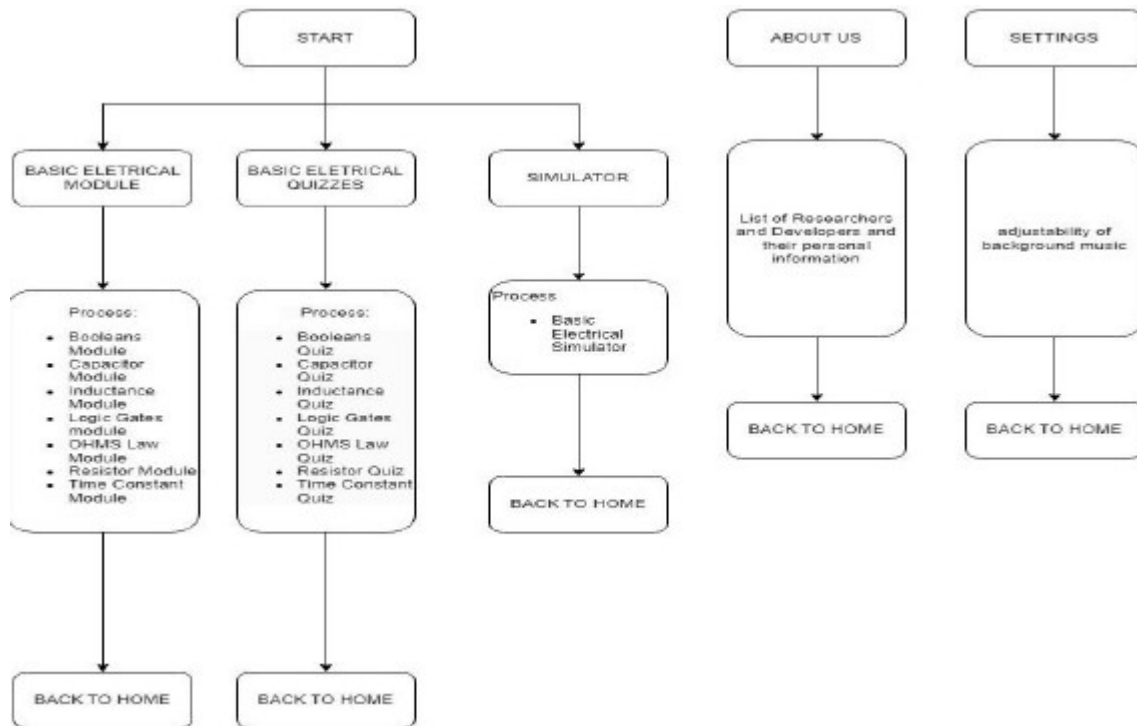 START
ABOUT US
SETTINGS
BASIC ELETRICAL
MODULE
BASIC ELETRICAL
QUIZZES
SIMULATOR
List of Researchers
and Developers and
their personal
information
adjustability of
background music
Process:
• Booleans
Module
• Capacitor
Module
• Inductance
Module
• Logic Gates
module
• OHMS Law
Module
• Resistor Module
• Time Constant
Module
Process:
• Booleans
Quiz
• Capacitor
Quiz
• Inductance
Quiz
• Logic Gates
Quiz
• OHMS Law
Quiz
• Resistor Quiz
• Time Constant
Quiz
Process
• Basic
Electrical
Simulator
BACK TO HOME
BACK TO HOME
BACK TO HOME
BACK TO HOME
BACK TO HOME